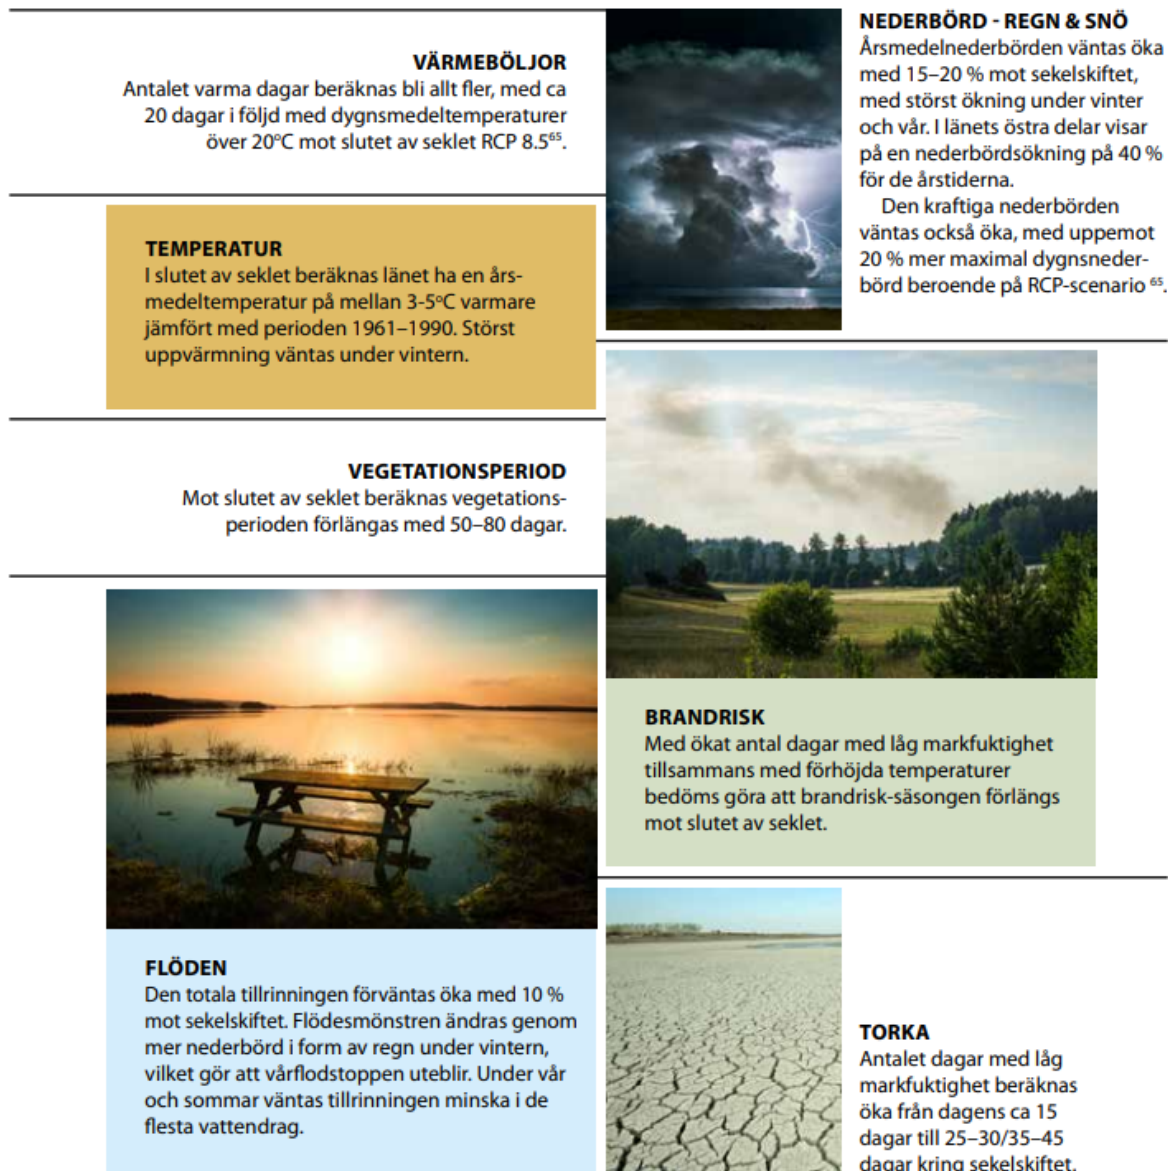 VÄRMEBÖLJOR
Antalet varma dagar beräknas bli allt fler, med ca
20 dagar i följd med dygnsmedeltemperaturer
över 20°C mot slutet av seklet RCP 8.5⁶⁵.
TEMPERATUR
I slutet av seklet beräknas länet ha en års-
medeltemperatur på mellan 3-5°C varmare
jämfört med perioden 1961–1990. Störst
uppvärmning väntas under vintern.
VEGETATIONSPERIOD
Mot slutet av seklet beräknas vegetations-
perioden förlängas med 50–80 dagar.
FLÖDEN
Den totala tillrinningen förväntas öka med 10 %
mot sekelskiftet. Flödesmönstren ändras genom
mer nederbörd i form av regn under vintern,
vilket gör att vårflodstoppen uteblir. Under vår
och sommar väntas tillrinningen minska i de
flesta vattendrag.
NEDERBÖRD - REGN & SNÖ
Årsmedelnederbörden väntas öka
med 15–20 % mot sekelskiftet,
med störst ökning under vinter
och vår. I länets östra delar visar
på en nederbördsökning på 40 %
för de årstiderna.
Den kraftiga nederbörden
väntas också öka, med uppemot
20 % mer maximal dygnsneder-
börd beroende på RCP-scenario ⁶⁵.
BRANDRISK
Med ökat antal dagar med låg markfuktighet
tillsammans med förhöjda temperaturer
bedöms göra att brandrisk-säsongen förlängs
mot slutet av seklet.
TORKA
Antalet dagar med låg
markfuktighet beräknas
öka från dagens ca 15
dagar till 25–30/35–45
dagar kring sekelskiftet.